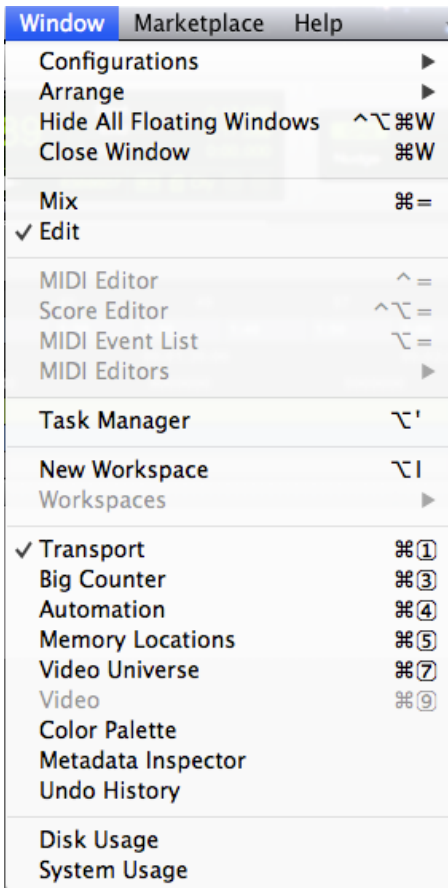 Window Marketplace Help
Configurations ▶
Arrange ▶
Hide All Floating Windows ^⌥⌘W
Close Window ⌘W
Mix ⌘=
✓ Edit
MIDI Editor ^=
Score Editor ^⌥=
MIDI Event List ⌥=
MIDI Editors ▶
Task Manager ⌥'
New Workspace ⌥I
Workspaces ▶
✓ Transport ⌘1
Big Counter ⌘3
Automation ⌘4
Memory Locations ⌘5
Video Universe ⌘7
Video ⌘9
Color Palette
Metadata Inspector
Undo History
Disk Usage
System Usage